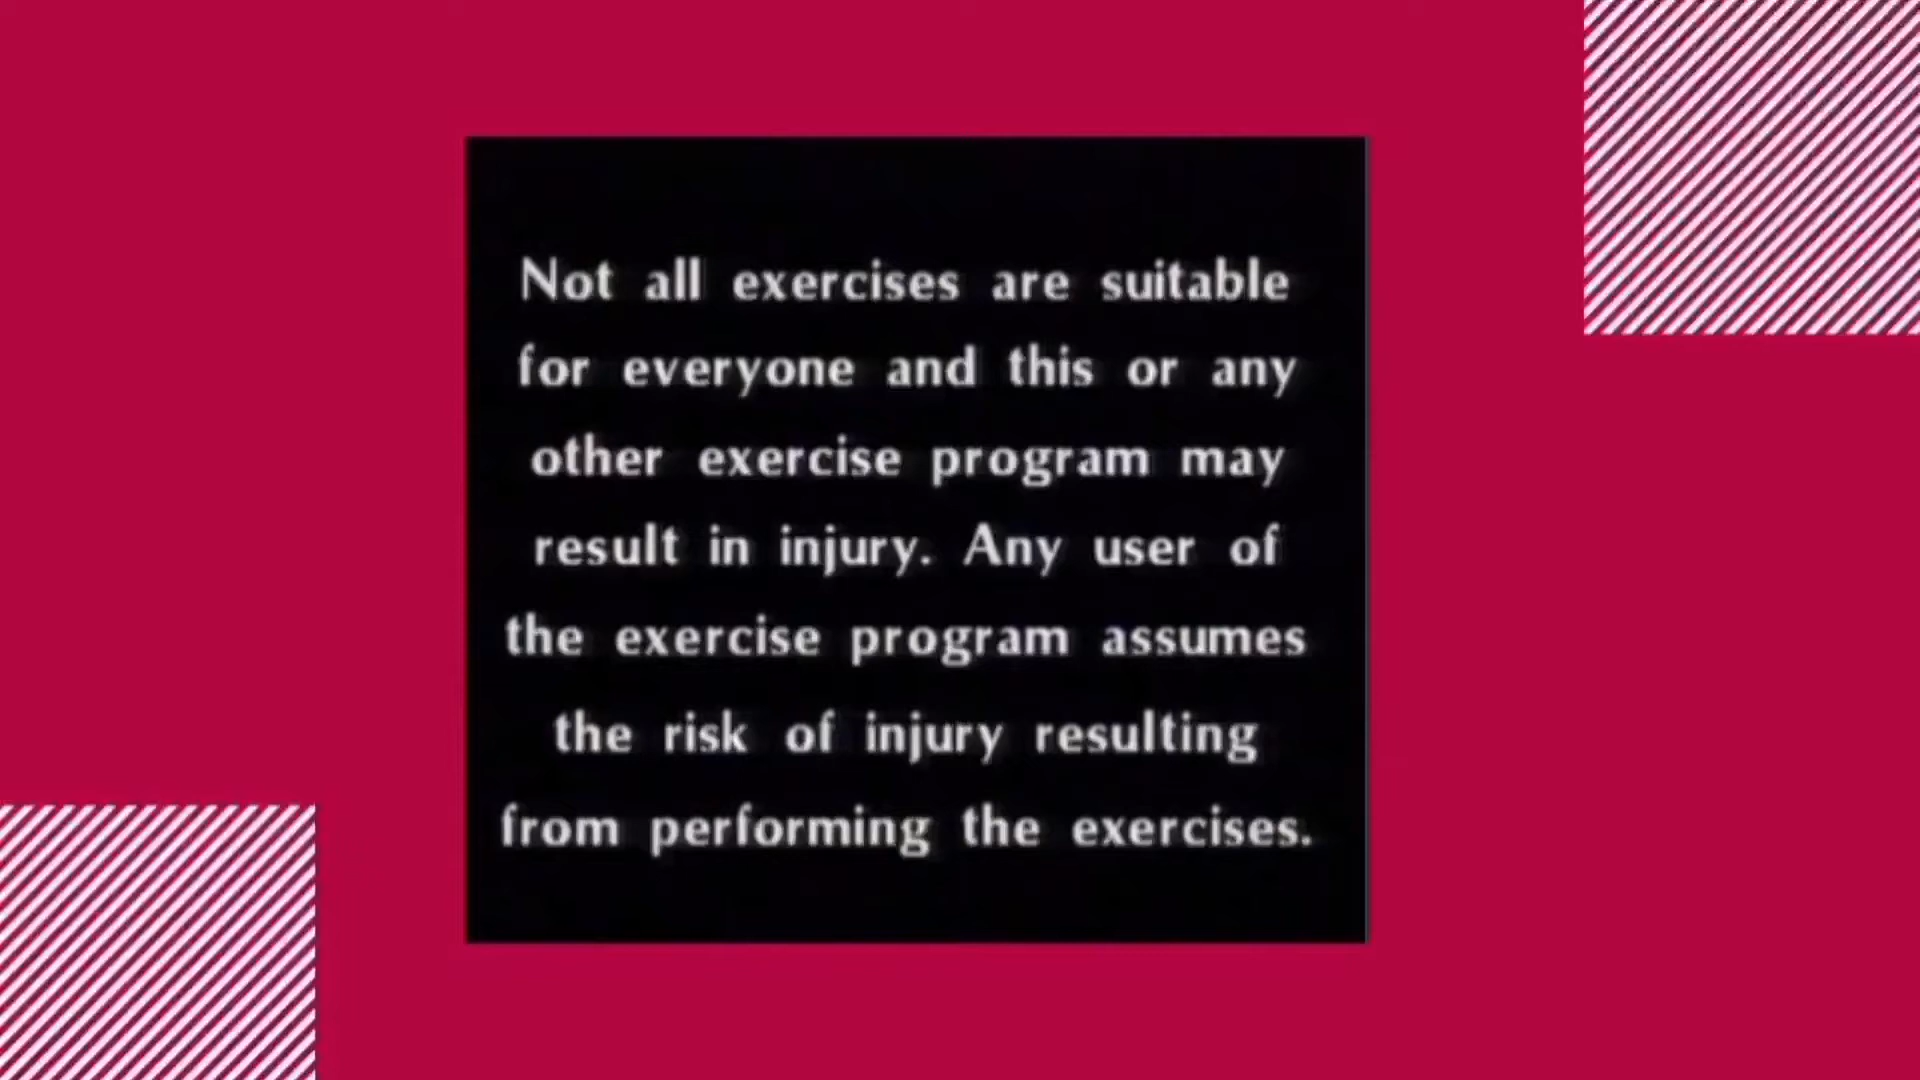 Not all exercises are suitable
for everyone and this or any
other exercise program may
result in injury. Any user of
the exercise program assumes
the risk of injury resulting
from performing the exercises.